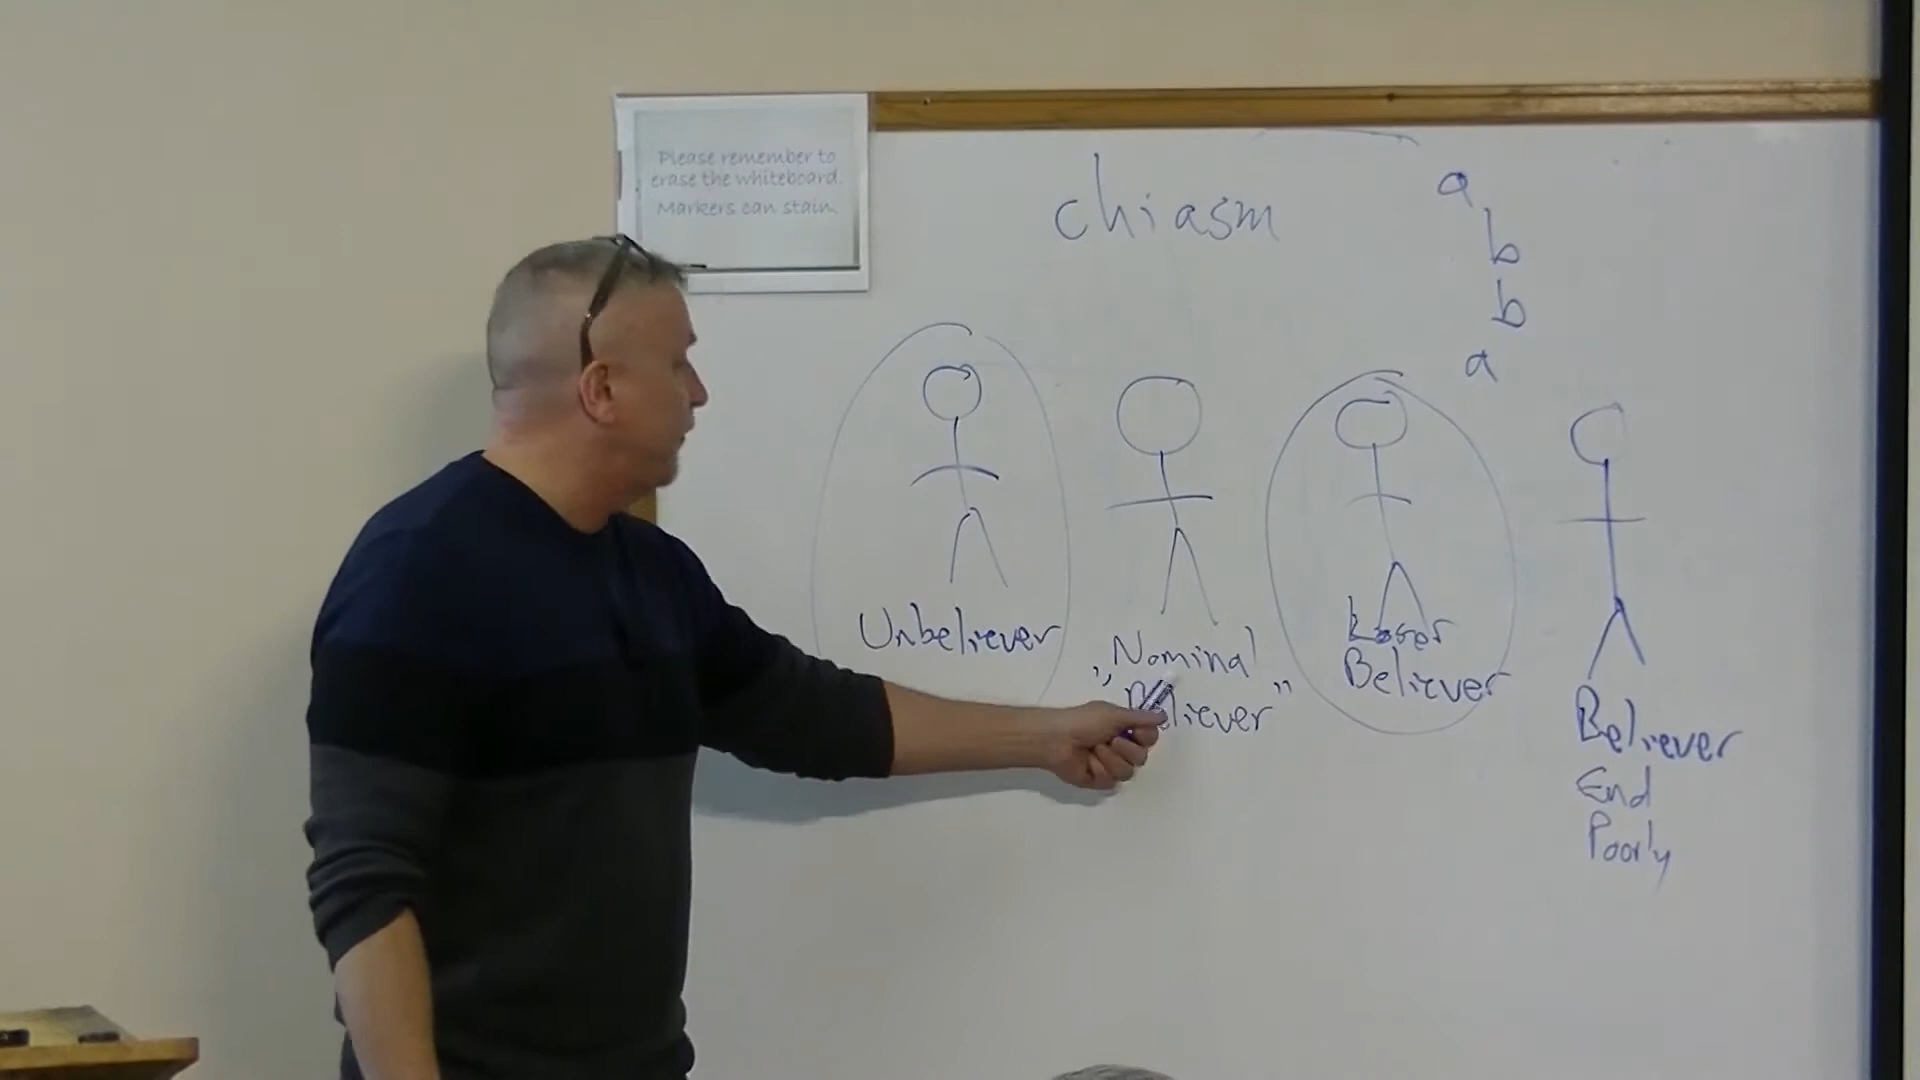 Please remember to
erase the whiteboard.
Markers can stain.
chiasm
a
b
b
a
Unbeliever
"Nominal
Believer"
Loser
Believer
Believer
End
Poorly